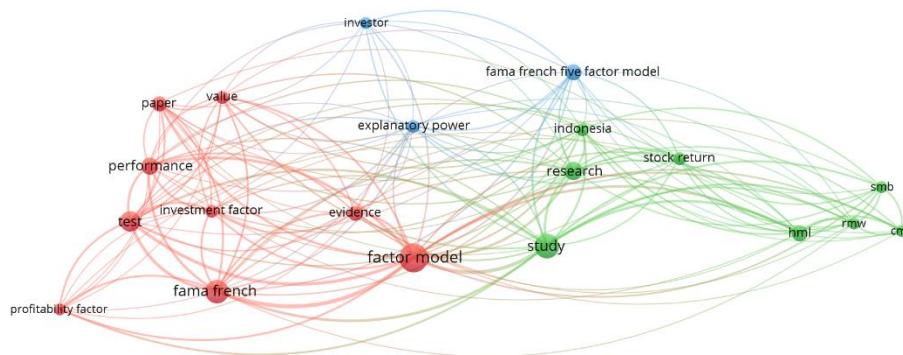 investor
fama french five factor model
value
paper
explanatory power
indonesia
stock return
performance
research
smb
investment factor
evidence
test
rmw
hml
study
factor model
fama french
profitability factor